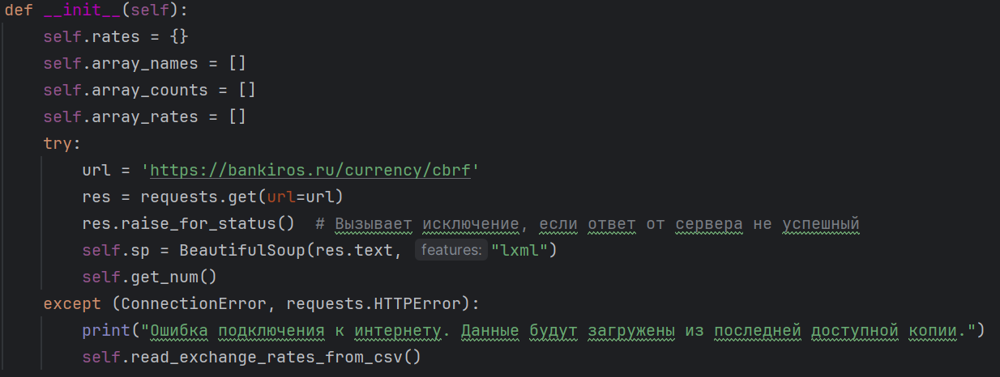 def __init__(self):
self.rates = {}
self.array_names = []
self.array_counts = []
self.array_rates = []
try:
url = 'https://bankiros.ru/currency/cbrf'
res = requests.get(url=url)
res.raise_for_status()  # Вызывает исключение, если ответ от сервера не успешный
self.sp = BeautifulSoup(res.text, features: "lxml")
self.get_num()
except (ConnectionError, requests.HTTPError):
print("Ошибка подключения к интернету. Данные будут загружены из последней доступной копии.")
self.read_exchange_rates_from_csv()